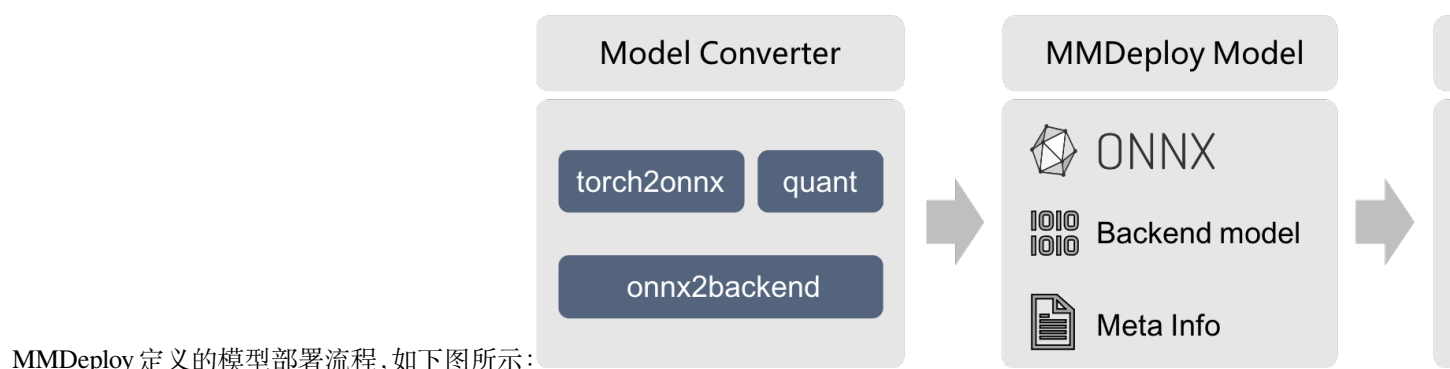 Model Converter
MMDeploy Model
torch2onnx
quant
ONNX
onnx2backend
Backend model
Meta Info
MMDeploy 定义的模型部署流程,如下图所示: